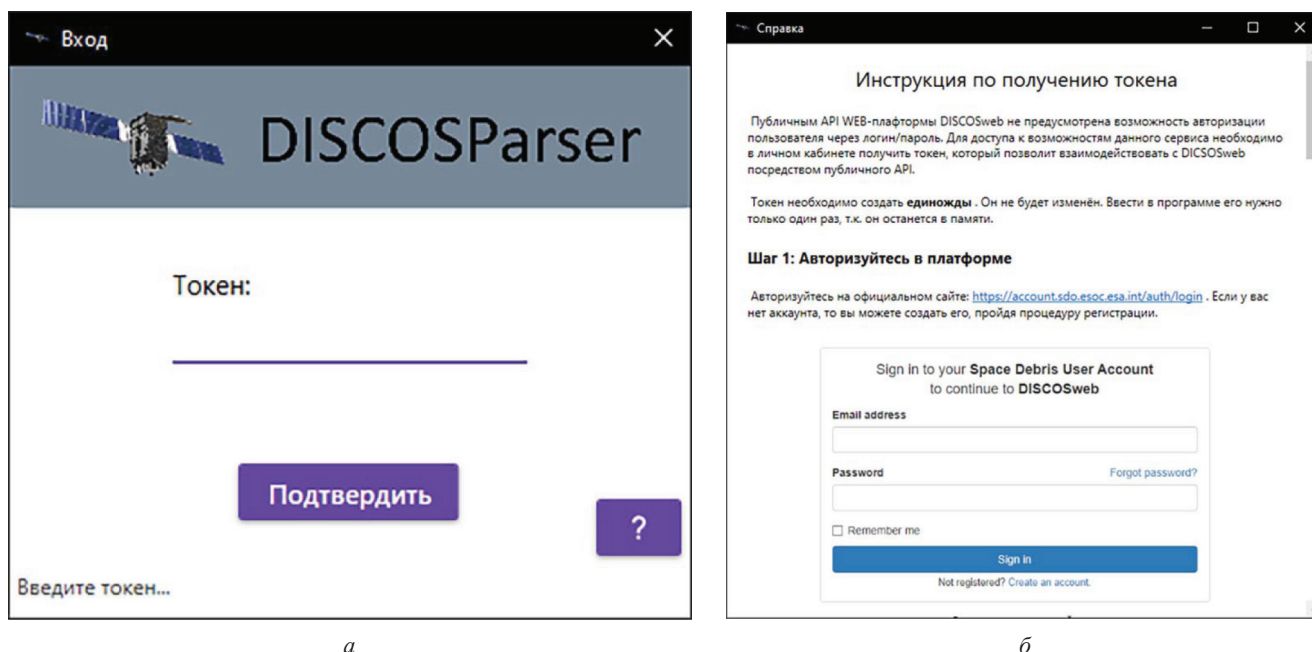 Вход
DISCOSParser
Токен:
Подтвердить
?
Введите токен...
а
Справка
Инструкция по получению токена
Публичным API WEB-плафтормы DISCOSweb не предусмотрена возможность авторизации
пользователя через логин/пароль. Для доступа к возможностям данного сервиса необходимо
в личном кабинете получить токен, который позволит взаимодействовать с DICSOSweb
посредством публичного API.
Токен необходимо создать единожды . Он не будет изменён. Ввести в программе его нужно
только один раз, т.к. он останется в памяти.
Шаг 1: Авторизуйтесь в платформе
Авторизуйтесь на официальном сайте: https://account.sdo.esoc.esa.int/auth/login . Если у вас
нет аккаунта, то вы можете создать его, пройдя процедуру регистрации.
Sign in to your Space Debris User Account
to continue to DISCOSweb
Email address
Password Forgot password?
Remember me
Sign in
Not registered? Create an account.
б